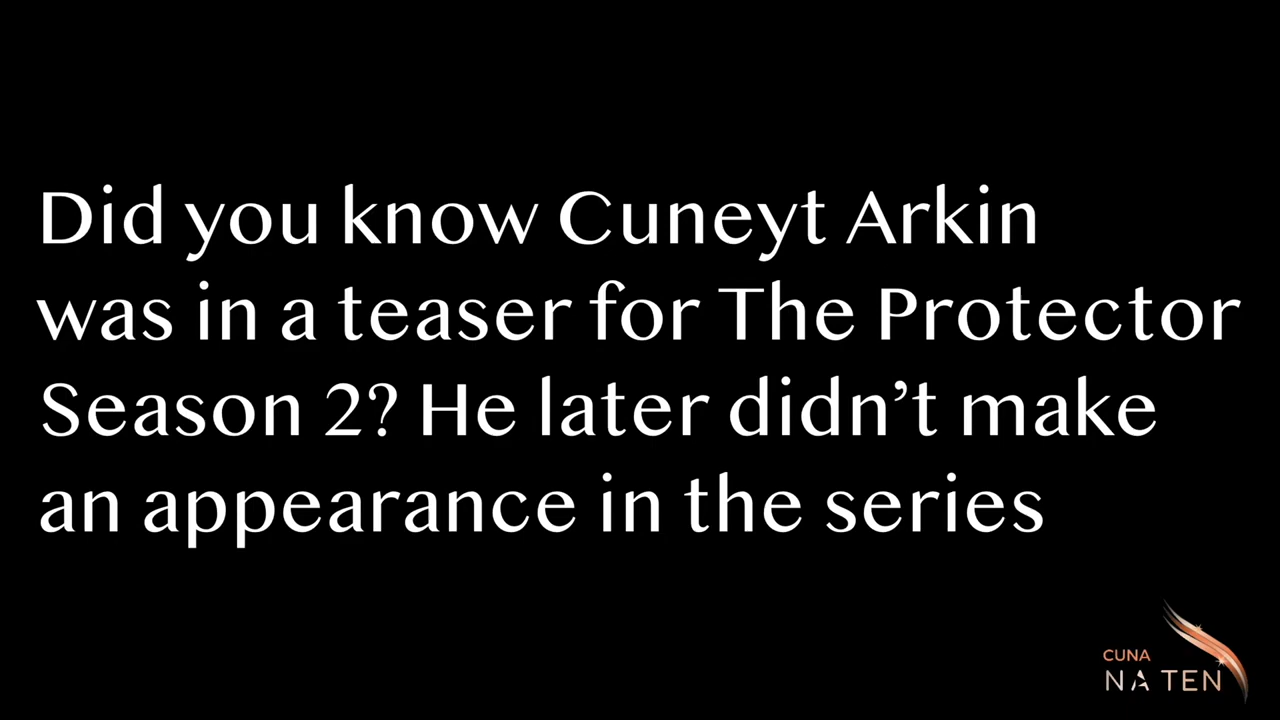 Did you know Cuneyt Arkin
was in a teaser for The Protector
Season 2? He later didn’t make
an appearance in the series
CUNA
NA TEN